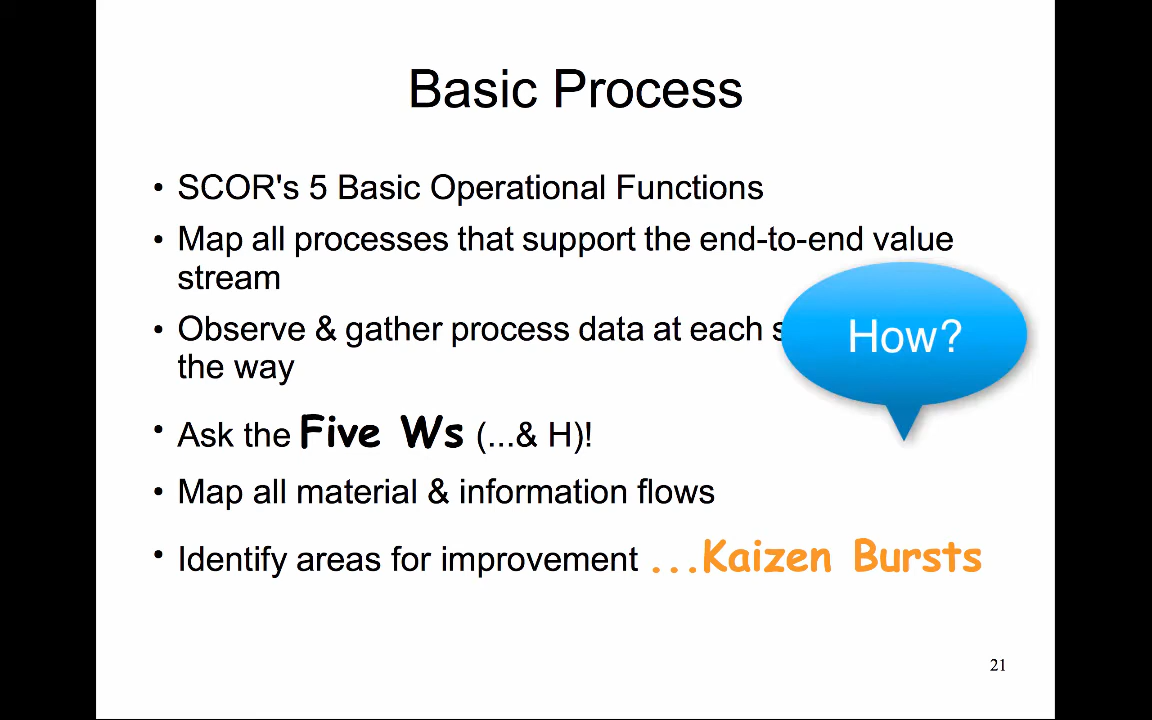 Basic Process
• SCOR's 5 Basic Operational Functions
• Map all processes that support the end-to-end value
stream
• Observe & gather process data at each
How?
the way
• Ask the Five Ws (...& H)!
• Map all material & information flows
• Identify areas for improvement ...Kaizen Bursts
21